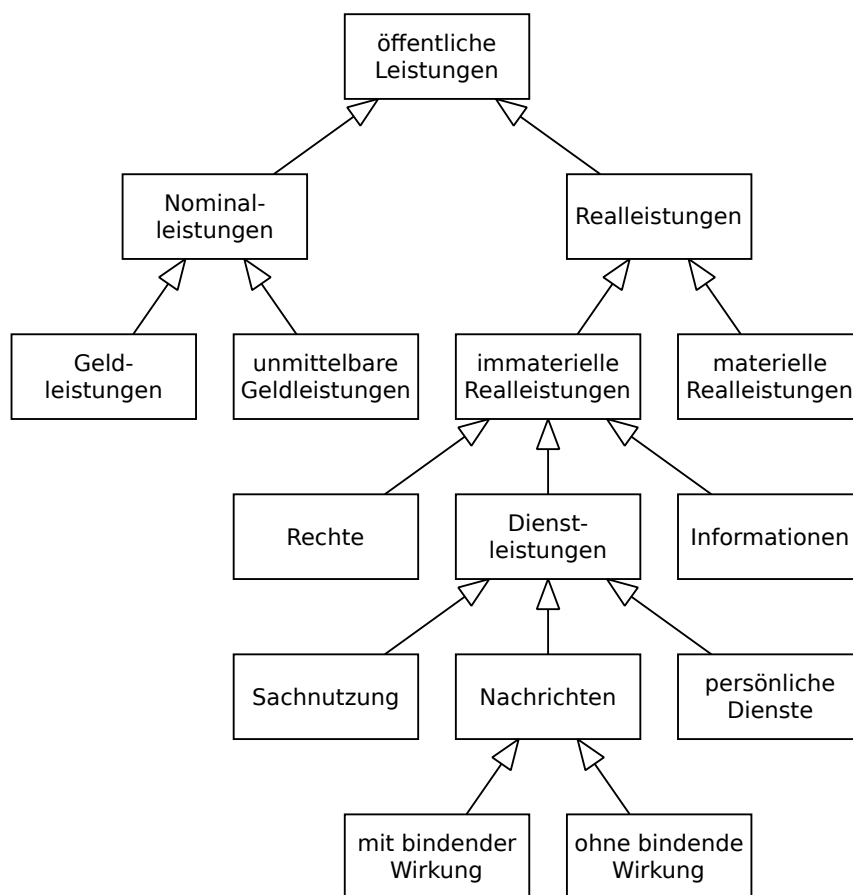 öffentliche
Leistungen
Nominal-
leistungen
Realleistungen
Geld-
leistungen
unmittelbare
Geldleistungen
immaterielle
Realleistungen
materielle
Realleistungen
Rechte
Dienst-
leistungen
Informationen
Sachnutzung
Nachrichten
persönliche
Dienste
mit bindender
Wirkung
ohne bindende
Wirkung